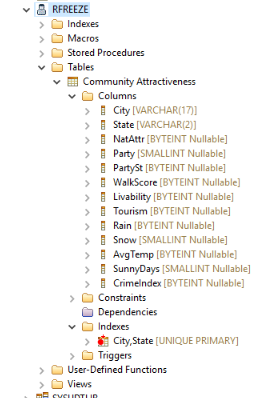 RFREEZE
Indexes
Macros
Stored Procedures
Tables
Community Attractiveness
Columns
City [VARCHAR(17)]
State [VARCHAR(2)]
NatAttr [BYTEINT Nullable]
Party [SMALLINT Nullable]
PartySt [BYTEINT Nullable]
WalkScore [BYTEINT Nullable]
Livability [BYTEINT Nullable]
Tourism [BYTEINT Nullable]
Rain [BYTEINT Nullable]
Snow [SMALLINT Nullable]
AvgTemp [BYTEINT Nullable]
SunnyDays [SMALLINT Nullable]
CrimeIndex [BYTEINT Nullable]
Constraints
Dependencies
Indexes
City,State [UNIQUE PRIMARY]
Triggers
User-Defined Functions
Views